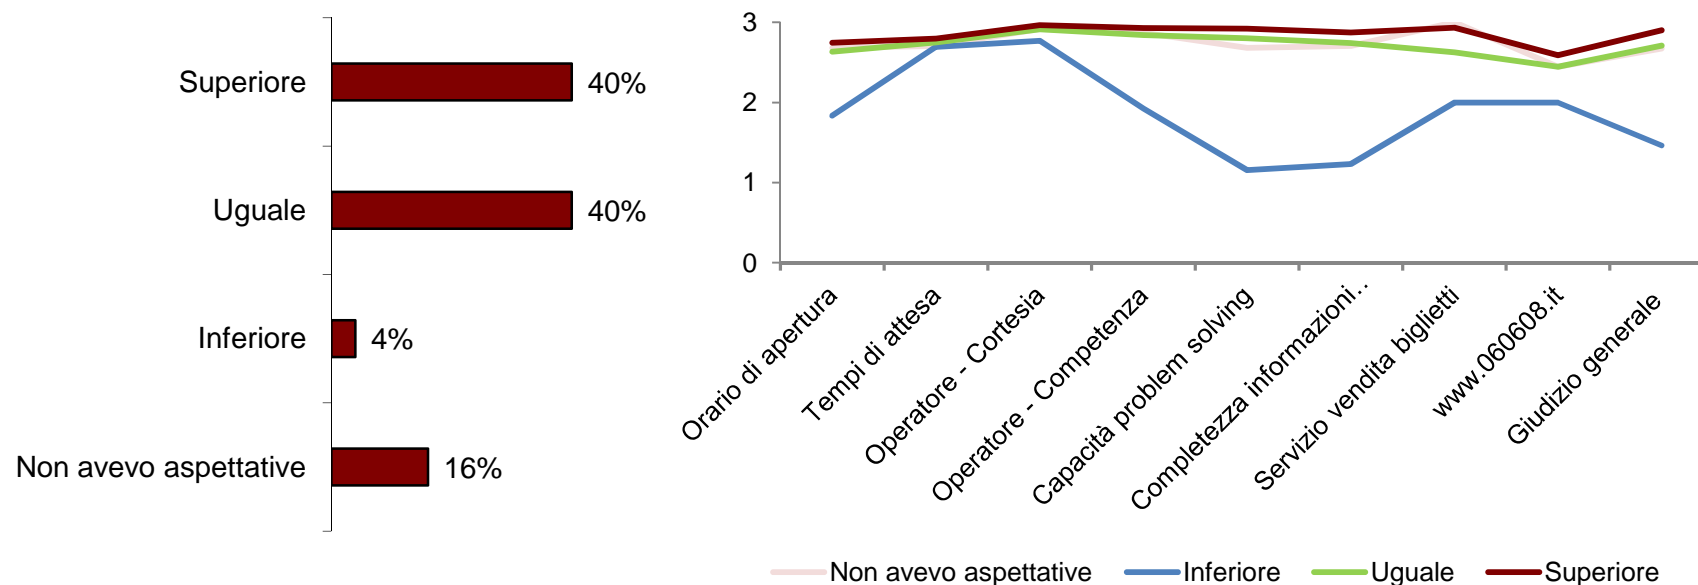 Superiore
40%
Uguale
40%
Inferiore
4%
Non avevo aspettative
16%
3
2
1
0
Orario di apertura
Tempi di attesa
Operatore - Cortesia
Operatore - Competenza
Capacità problem solving
Completezza informazioni..
Servizio vendita biglietti
www.060608.it
Giudizio generale
Non avevo aspettative
Inferiore
Uguale
Superiore